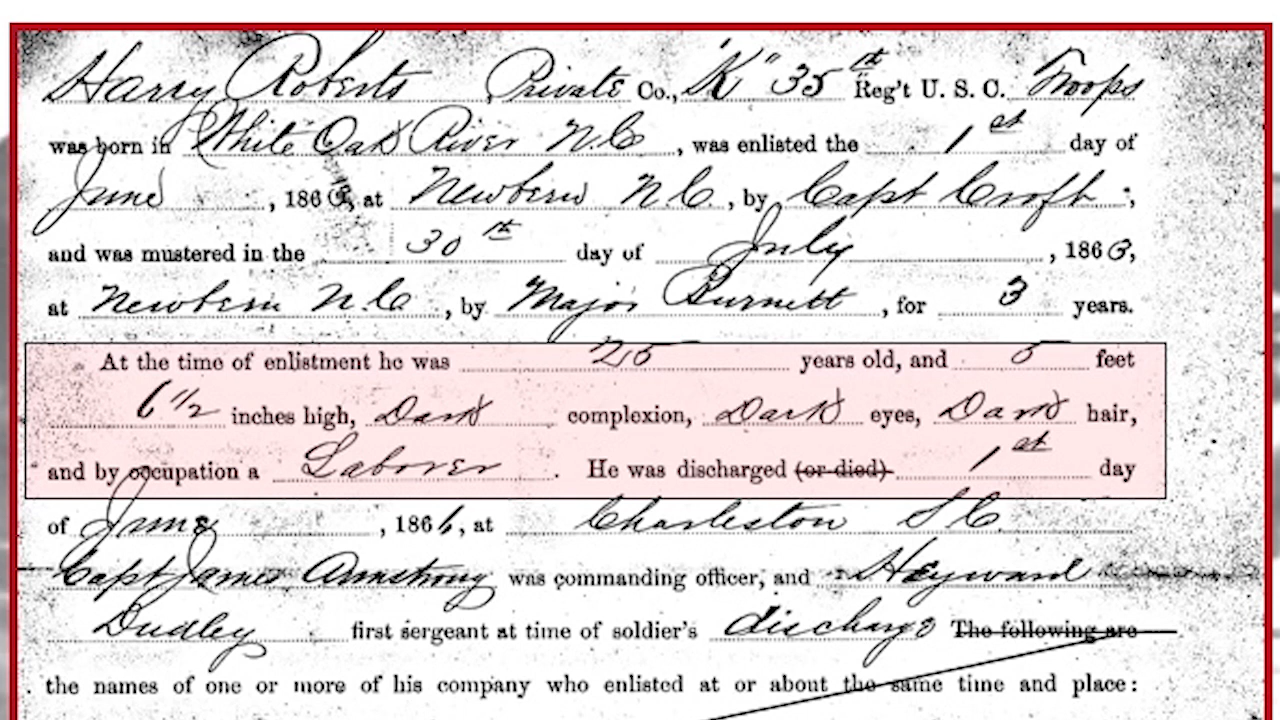 Harry Roberts, Private Co., "K" 35th Reg't U. S. C. Troops
was born in White Oak River N.C., was enlisted the 1st day of
June, 1863, at Newbern N.C., by Capt Croft;
and was mustered in the 30th day of July, 1863,
at Newbern N.C., by Major Burnett, for 3 years.
At the time of enlistment he was 25 years old, and 5 feet
6 1/2 inches high, Dark complexion, Dark eyes, Dark hair,
and by occupation a Laborer. He was discharged (or died) 1st day
of June, 1866, at Charleston S.C.
Capt James Armstrong was commanding officer, and Heyward
Dudley first sergeant at time of soldier's discharge The following are
the names of one or more of his company who enlisted at or about the same time and place: